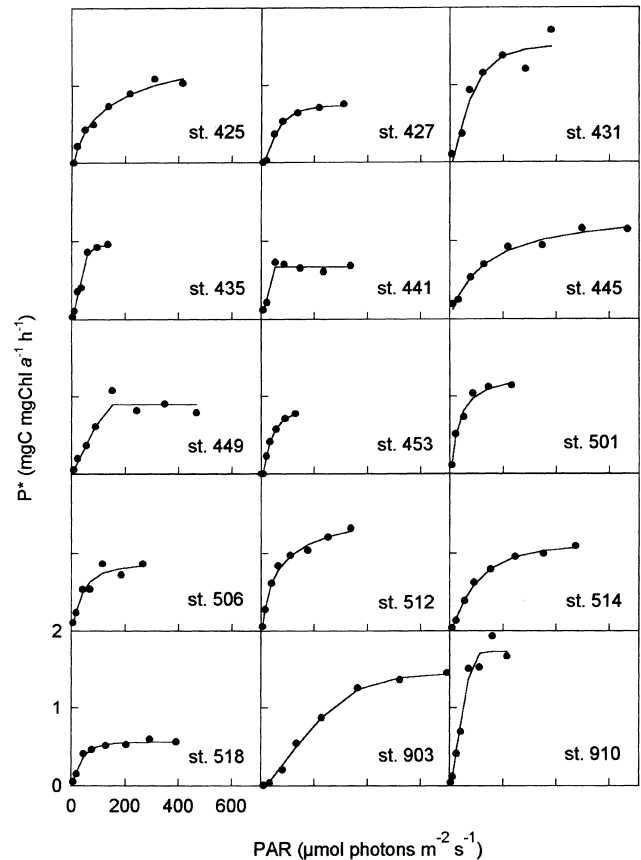 st. 425 st. 427 st. 431
st. 435 st. 441 st. 445
st. 449 st. 453 st. 501
st. 506 st. 512 st. 514
st. 518 st. 903 st. 910
P* (mgC mgChl a⁻¹ h⁻¹)
2
1
0
0 200 400 600
PAR (µmol photons m⁻² s⁻¹)